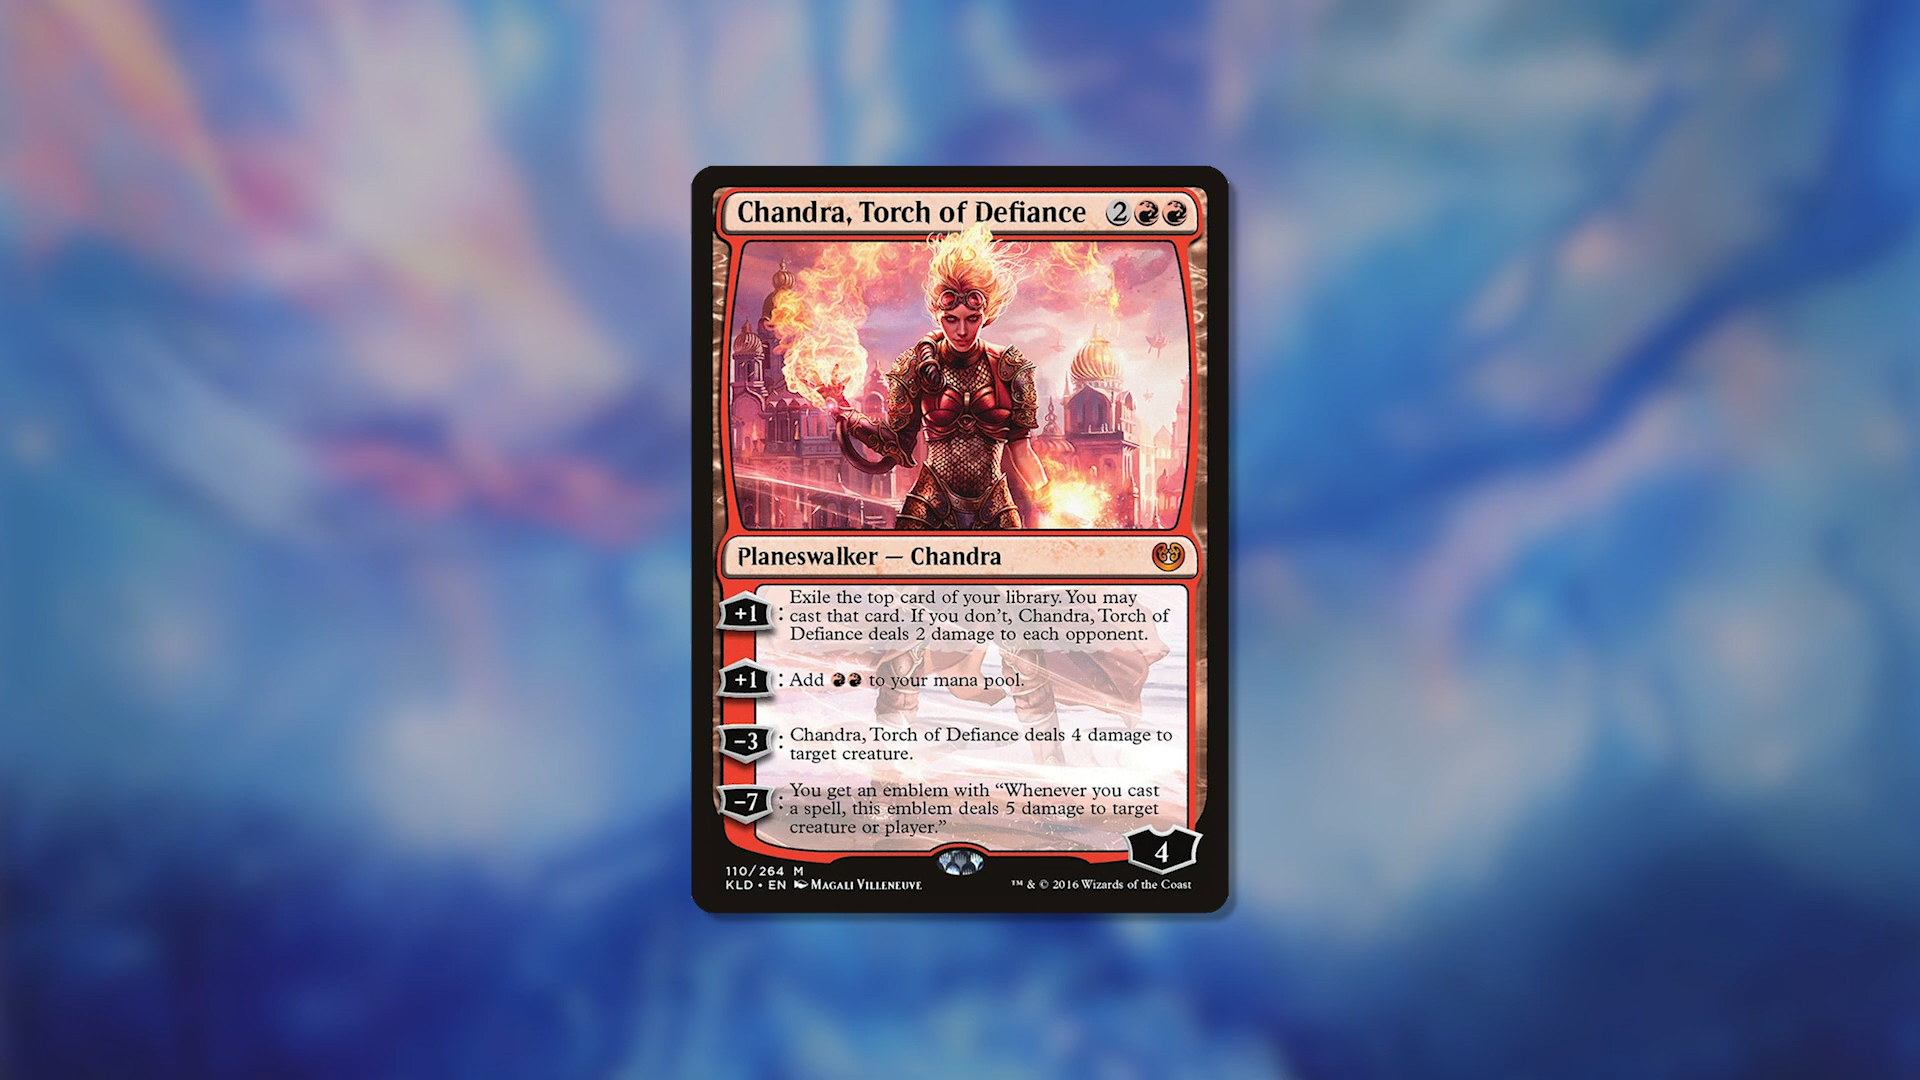 Chandra, Torch of Defiance 2
Planeswalker — Chandra
+1 : Exile the top card of your library. You may
cast that card. If you don't, Chandra, Torch of
Defiance deals 2 damage to each opponent.
+1 : Add to your mana pool.
−3 : Chandra, Torch of Defiance deals 4 damage to
target creature.
−7 : You get an emblem with “Whenever you cast
a spell, this emblem deals 5 damage to target
creature or player.”
4
110/264 M
KLD • EN Magali Villeneuve
™ & © 2016 Wizards of the Coast